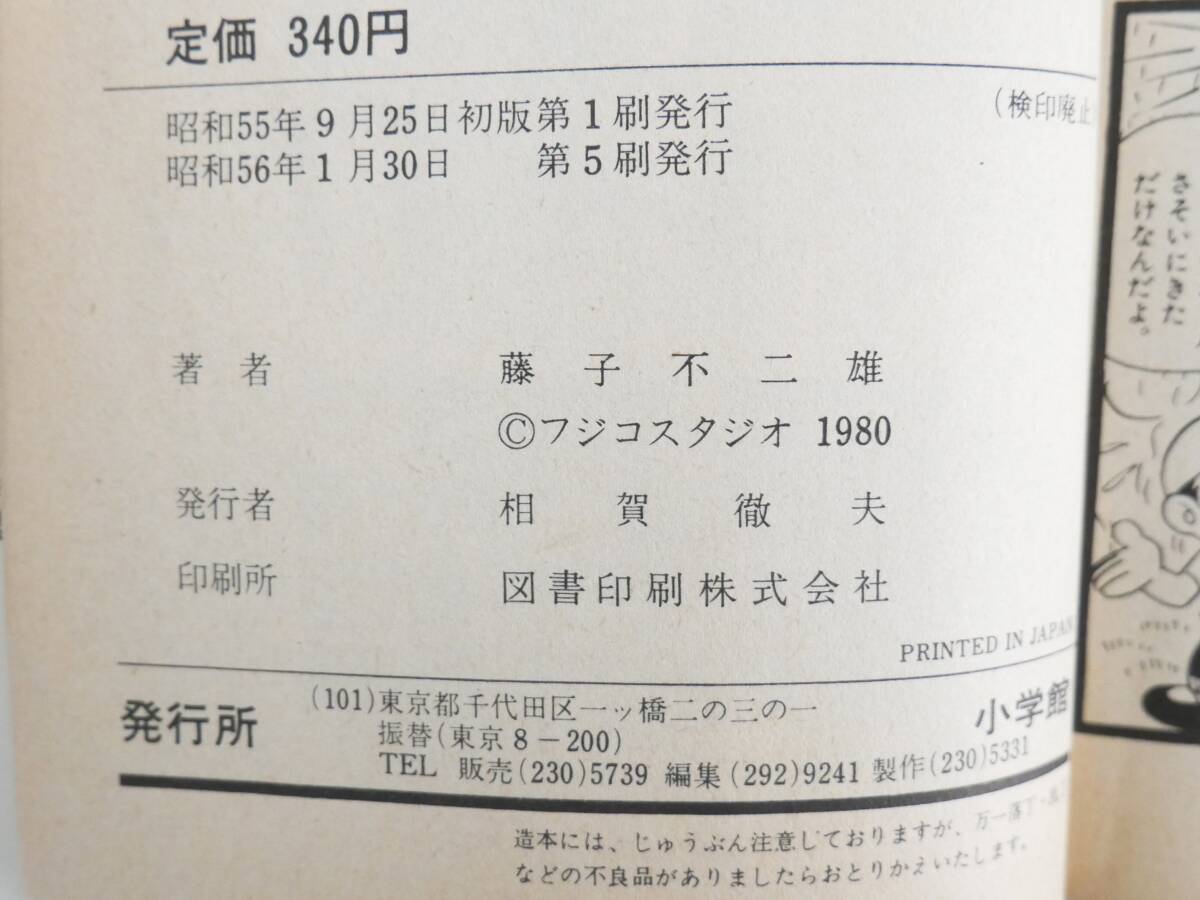 定価 340円
昭和55年9月25日初版第1刷発行
(検印廃止
昭和56年1月30日 第5刷発行
著者 藤子不二雄
©フジコスタジオ 1980
発行者 相賀徹夫
印刷所 図書印刷株式会社
PRINTED IN JAPAN
発行所 (101)東京都千代田区一ッ橋二の三の一
振替(東京8－200)
TEL 販売(230)5739 編集(292)9241 製作(230)5331
小学館
造本には、じゅうぶん注意しておりますが、万一落丁・乱
などの不良品がありましたらおとりかえいたします。
さそいにきた
だけなんだよ。